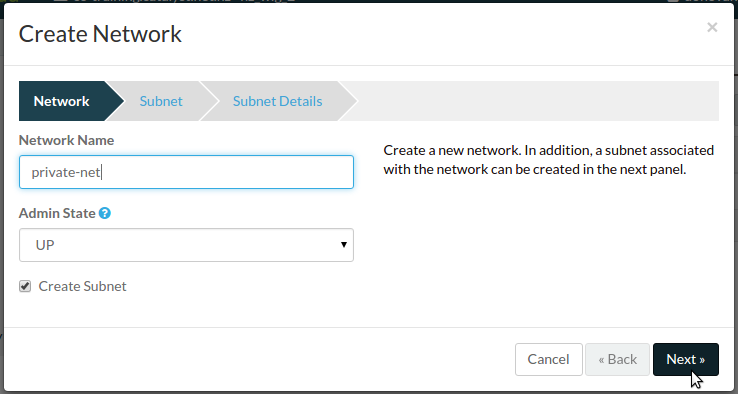 Create Network
×
Network
Subnet
Subnet Details
Network Name
private-net
Create a new network. In addition, a subnet associated
with the network can be created in the next panel.
Admin State ?
UP
Create Subnet
Cancel
« Back
Next »